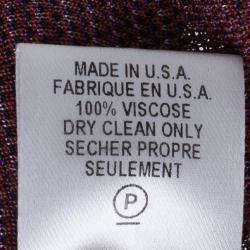 MADE IN U.S.A.
FABRIQUE EN U.S.A.
100% VISCOSE
DRY CLEAN ONLY
SECHER PROPRE
SEULEMENT
P